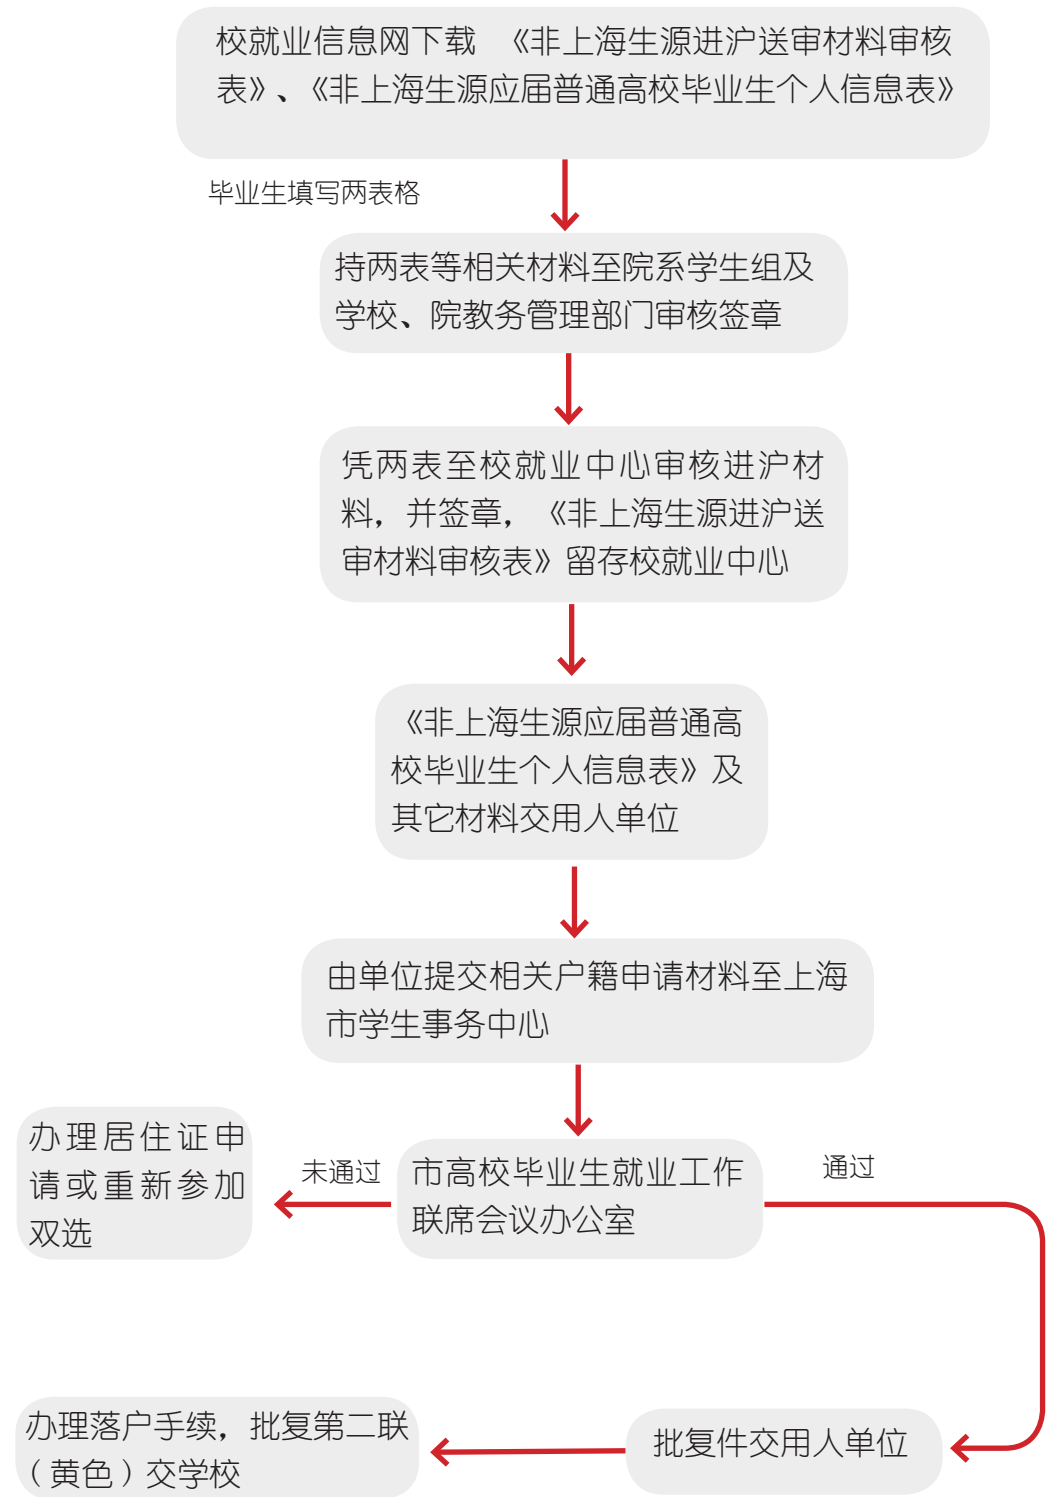 校就业信息网下载 《非上海生源进沪送审材料审核
表》、《非上海生源应届普通高校毕业生个人信息表》
毕业生填写两表格
持两表等相关材料至院系学生组及
学校、院教务管理部门审核签章
凭两表至校就业中心审核进沪材
料，并签章，《非上海生源进沪送
审材料审核表》留存校就业中心
《非上海生源应届普通高
校毕业生个人信息表》及
其它材料交用人单位
由单位提交相关户籍申请材料至上海
市学生事务中心
市高校毕业生就业工作
联席会议办公室
未通过
办理居住证申
请或重新参加
双选
通过
批复件交用人单位
办理落户手续，批复第二联
（黄色）交学校